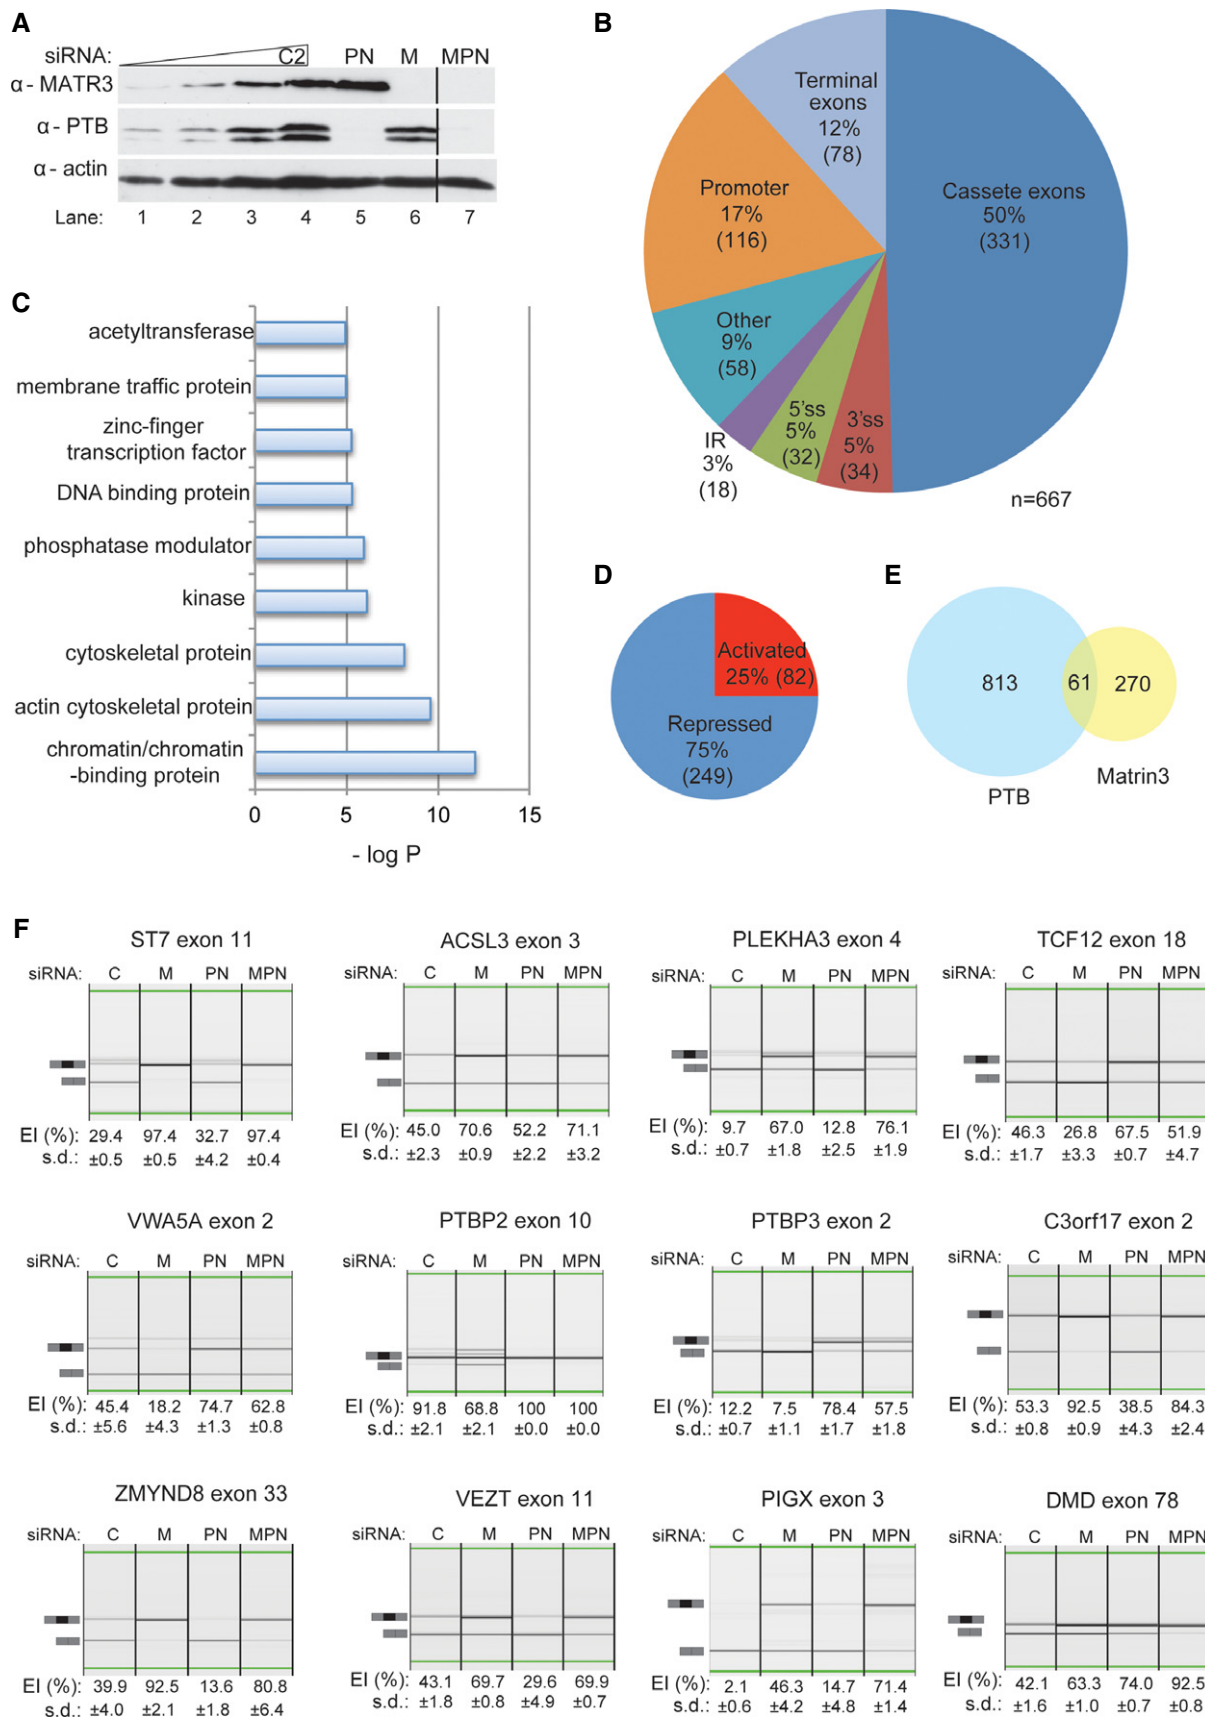 A
siRNA: C2 PN M MPN
α - MATR3
α - PTB
α - actin
Lane: 1 2 3 4 5 6 7
B
Terminal
exons
12%
(78)
Cassete exons
50%
(331)
Promoter
17%
(116)
Other
9%
(58)
IR
3%
(18)
5'ss
5%
(32)
3'ss
5%
(34)
n=667
C
acetyltransferase
membrane traffic protein
zinc-finger
transcription factor
DNA binding protein
phosphatase modulator
kinase
cytoskeletal protein
actin cytoskeletal protein
chromatin/chromatin
-binding protein
0 5 10 15
- log P
D
Activated
25% (82)
Repressed
75%
(249)
E
813 61 270
PTB
Matrin3
F
ST7 exon 11
siRNA: C M PN MPN
EI (%): 29.4 97.4 32.7 97.4
s.d.: ±0.5 ±0.5 ±4.2 ±0.4
ACSL3 exon 3
siRNA: C M PN MPN
EI (%): 45.0 70.6 52.2 71.1
s.d.: ±2.3 ±0.9 ±2.2 ±3.2
PLEKHA3 exon 4
siRNA: C M PN MPN
EI (%): 9.7 67.0 12.8 76.1
s.d.: ±0.7 ±1.8 ±2.5 ±1.9
TCF12 exon 18
siRNA: C M PN MPN
EI (%): 46.3 26.8 67.5 51.9
s.d.: ±1.7 ±3.3 ±0.7 ±4.7
VWA5A exon 2
siRNA: C M PN MPN
EI (%): 45.4 18.2 74.7 62.8
s.d.: ±5.6 ±4.3 ±1.3 ±0.8
PTBP2 exon 10
siRNA: C M PN MPN
EI (%): 91.8 68.8 100 100
s.d.: ±2.1 ±2.1 ±0.0 ±0.0
PTBP3 exon 2
siRNA: C M PN MPN
EI (%): 12.2 7.5 78.4 57.5
s.d.: ±0.7 ±1.1 ±1.7 ±1.8
C3orf17 exon 2
siRNA: C M PN MPN
EI (%): 53.3 92.5 38.5 84.3
s.d.: ±0.8 ±0.9 ±4.3 ±2.4
ZMYND8 exon 33
siRNA: C M PN MPN
EI (%): 39.9 92.5 13.6 80.8
s.d.: ±4.0 ±2.1 ±1.8 ±6.4
VEZT exon 11
siRNA: C M PN MPN
EI (%): 43.1 69.7 29.6 69.9
s.d.: ±1.8 ±0.8 ±4.9 ±0.7
PIGX exon 3
siRNA: C M PN MPN
EI (%): 2.1 46.3 14.7 71.4
s.d.: ±0.6 ±4.2 ±4.8 ±1.4
DMD exon 78
siRNA: C M PN MPN
EI (%): 42.1 63.3 74.0 92.5
s.d.: ±1.6 ±1.0 ±0.7 ±0.8